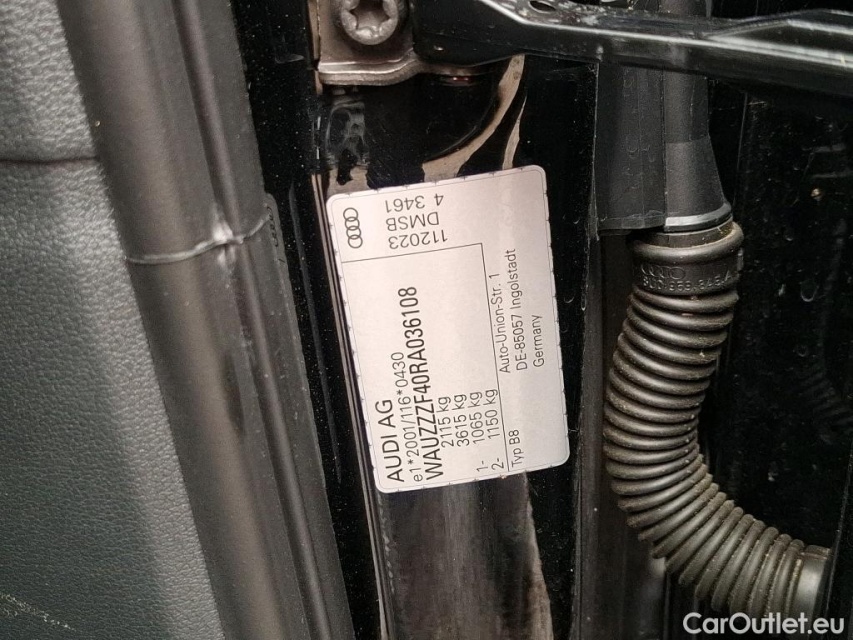 AUDI AG
e1*2001/116*0430
WAUZZZF40RA036108
2115 kg
3615 kg
1- 1065 kg
2- 1150 kg
Typ B8
Auto-Union-Str. 1
DE-85057 Ingolstadt
Germany
4 3461
DMSB
112023
CarOutlet.eu